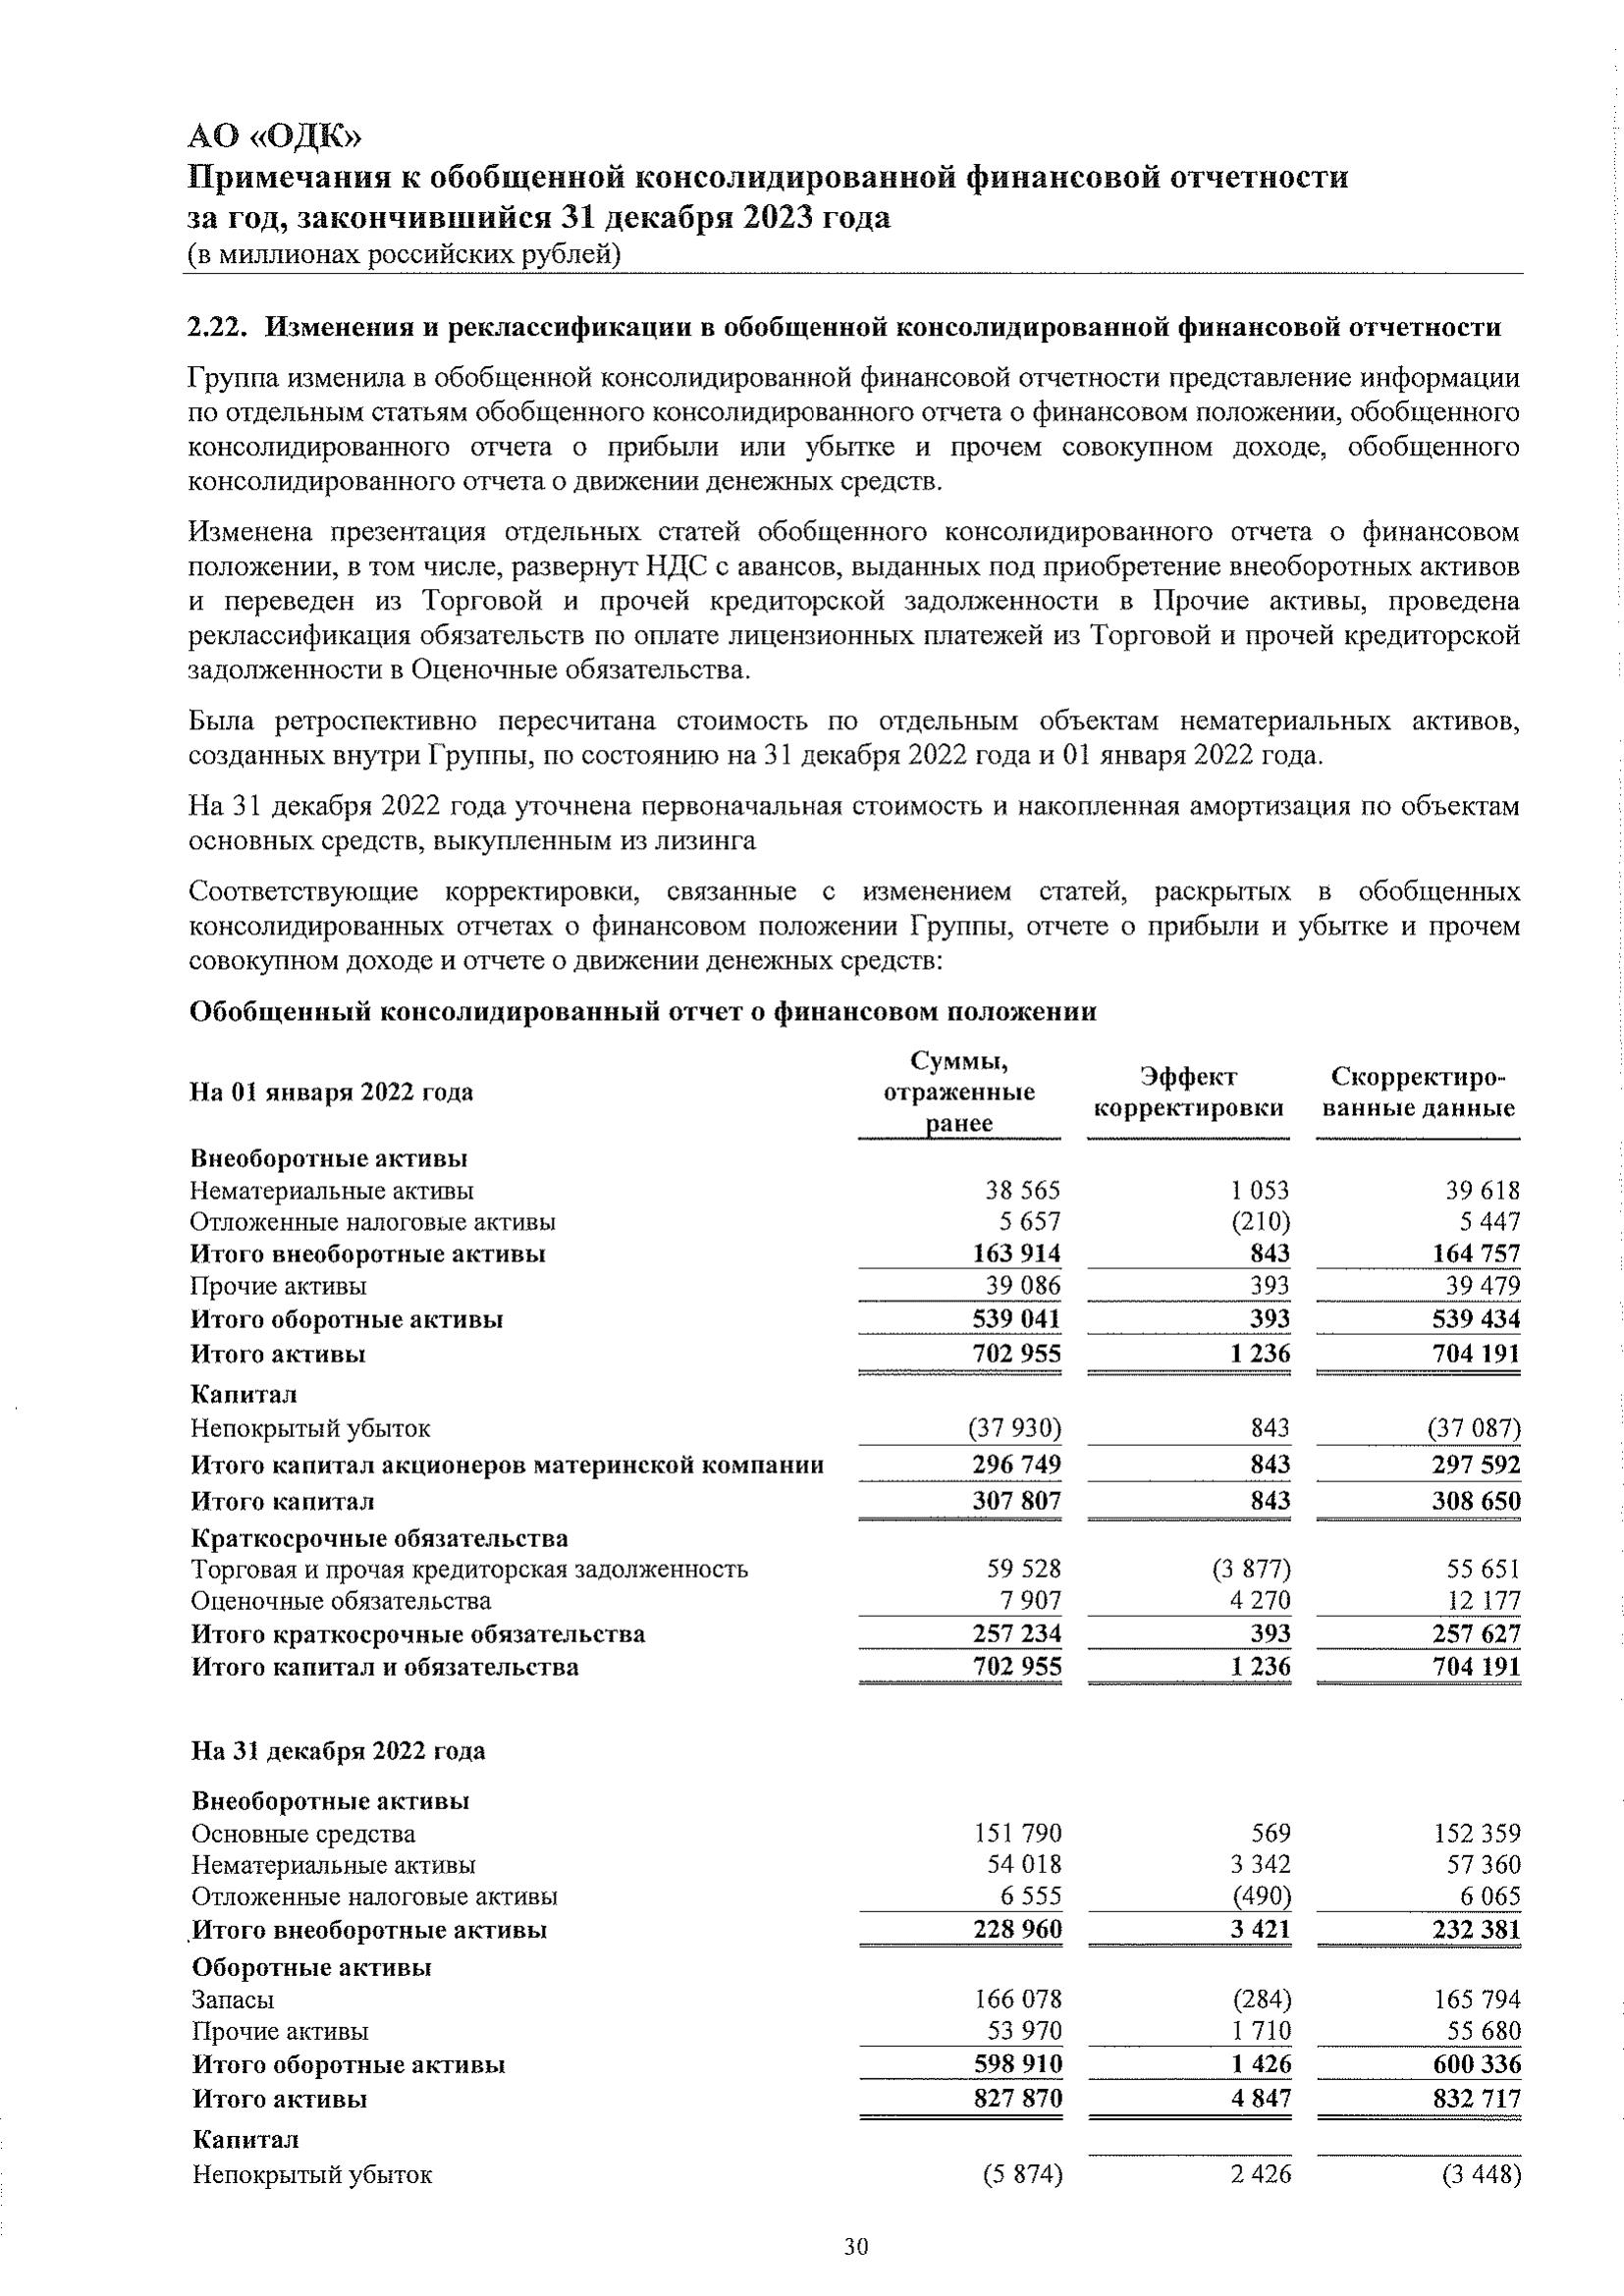 АО «ОДК»
Примечания к обобщенной консолидированной финансовой отчетности
за год, закончившийся 31 декабря 2023 года
(в миллионах российских рублей)
2.22. Изменения и реклассификации в обобщенной консолидированной финансовой отчетности
Группа изменила в обобщенной консолидированной финансовой отчетности представление информации
по отдельным статьям обобщенного консолидированного отчета о финансовом положении, обобщенного
консолидированного отчета о прибыли или убытке и прочем совокупном доходе, обобщенного
консолидированного отчета о движении денежных средств.
Изменена презентация отдельных статей обобщенного консолидированного отчета о финансовом
положении, в том числе, развернут НДС с авансов, выданных под приобретение внеоборотных активов
и переведен из Торговой и прочей кредиторской задолженности в Прочие активы, проведена
реклассификация обязательств по оплате лицензионных платежей из Торговой и прочей кредиторской
задолженности в Оценочные обязательства.
Была ретроспективно пересчитана стоимость по отдельным объектам нематериальных активов,
созданных внутри Группы, по состоянию на 31 декабря 2022 года и 01 января 2022 года.
На 31 декабря 2022 года уточнена первоначальная стоимость и накопленная амортизация по объектам
основных средств, выкупленным из лизинга
Соответствующие корректировки, связанные с изменением статей, раскрытых в обобщенных
консолидированных отчетах о финансовом положении Группы, отчете о прибыли и убытке и прочем
совокупном доходе и отчете о движении денежных средств:
Обобщенный консолидированный отчет о финансовом положении
На 01 января 2022 года
Суммы,
отраженные
ранее
Эффект
корректировки
Скорректиро-
ванные данные
Внеоборотные активы
Нематериальные активы 38 565 1 053 39 618
Отложенные налоговые активы 5 657 (210) 5 447
Итого внеоборотные активы 163 914 843 164 757
Прочие активы 39 086 393 39 479
Итого оборотные активы 539 041 393 539 434
Итого активы 702 955 1 236 704 191
Капитал
Непокрытый убыток (37 930) 843 (37 087)
Итого капитал акционеров материнской компании 296 749 843 297 592
Итого капитал 307 807 843 308 650
Краткосрочные обязательства
Торговая и прочая кредиторская задолженность 59 528 (3 877) 55 651
Оценочные обязательства 7 907 4 270 12 177
Итого краткосрочные обязательства 257 234 393 257 627
Итого капитал и обязательства 702 955 1 236 704 191
На 31 декабря 2022 года
Внеоборотные активы
Основные средства 151 790 569 152 359
Нематериальные активы 54 018 3 342 57 360
Отложенные налоговые активы 6 555 (490) 6 065
Итого внеоборотные активы 228 960 3 421 232 381
Оборотные активы
Запасы 166 078 (284) 165 794
Прочие активы 53 970 1 710 55 680
Итого оборотные активы 598 910 1 426 600 336
Итого активы 827 870 4 847 832 717
Капитал
Непокрытый убыток (5 874) 2 426 (3 448)
30